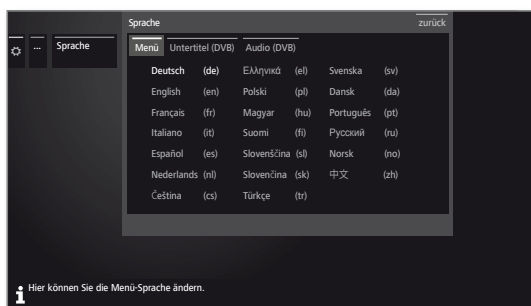 Sprache zurück
... Sprache
Menü Untertitel (DVB) Audio (DVB)
Deutsch (de) Ελληνικά (el) Svenska (sv)
English (en) Polski (pl) Dansk (da)
Français (fr) Magyar (hu) Português (pt)
Italiano (it) Suomi (fi) Русский (ru)
Español (es) Slovenščina (sl) Norsk (no)
Nederlands (nl) Slovenčina (sk) 中文 (zh)
Čeština (cs) Türkçe (tr)
Hier können Sie die Menü-Sprache ändern.